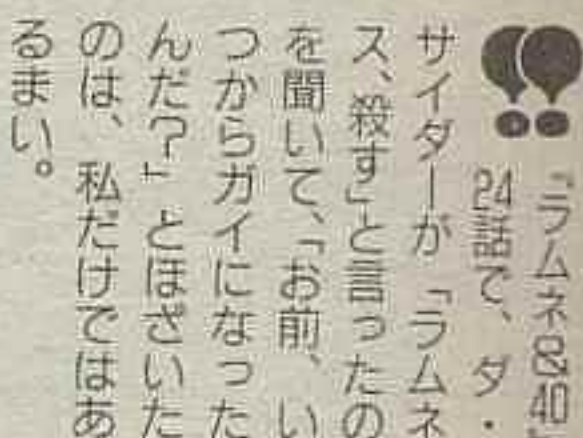 ‼『ラムネ&40』
24話で、ダ・
サイダーが「ラムネ
ス、殺す」と言ったの
を聞いて、「お前、い
つからガイになった
んだ?」とほざいた
のは、私だけではあ
るまい。